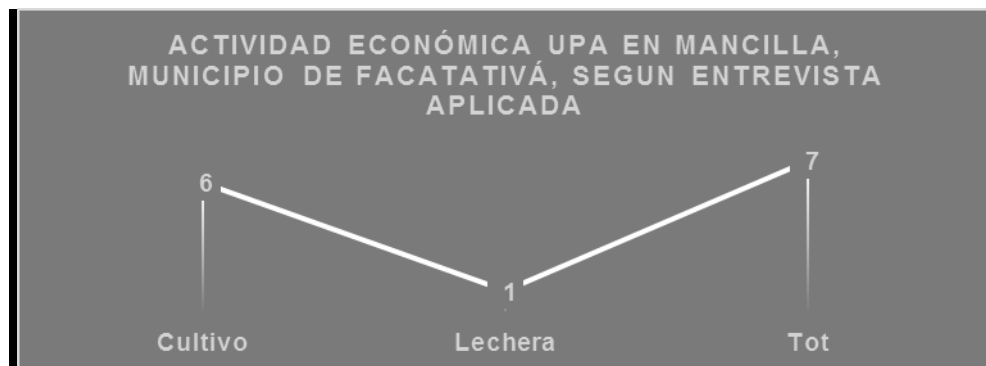 ACTIVIDAD ECONÓMICA UPA EN MANCILLA,
MUNICIPIO DE FACATATIVÁ, SEGUN ENTREVISTA
APLICADA
7
6
1
Cultivo Lechera Tot